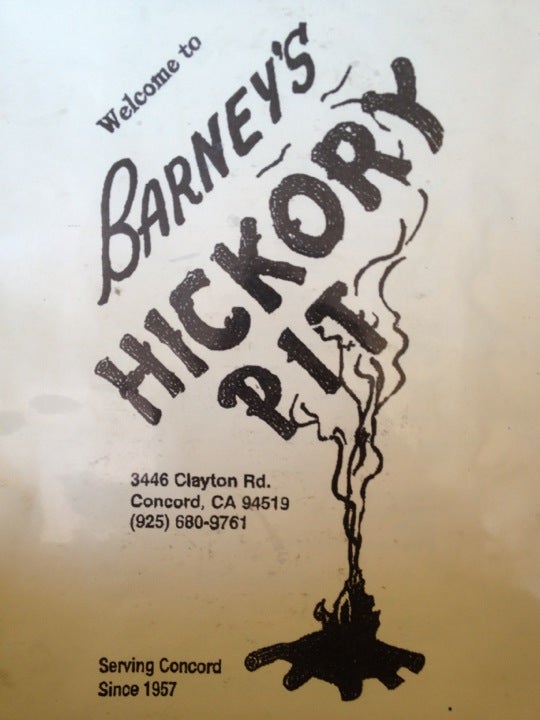 Welcome to
BARNEY'S
HICKORY
PIT
3446 Clayton Rd.
Concord, CA 94519
(925) 680-9761
Serving Concord
Since 1957